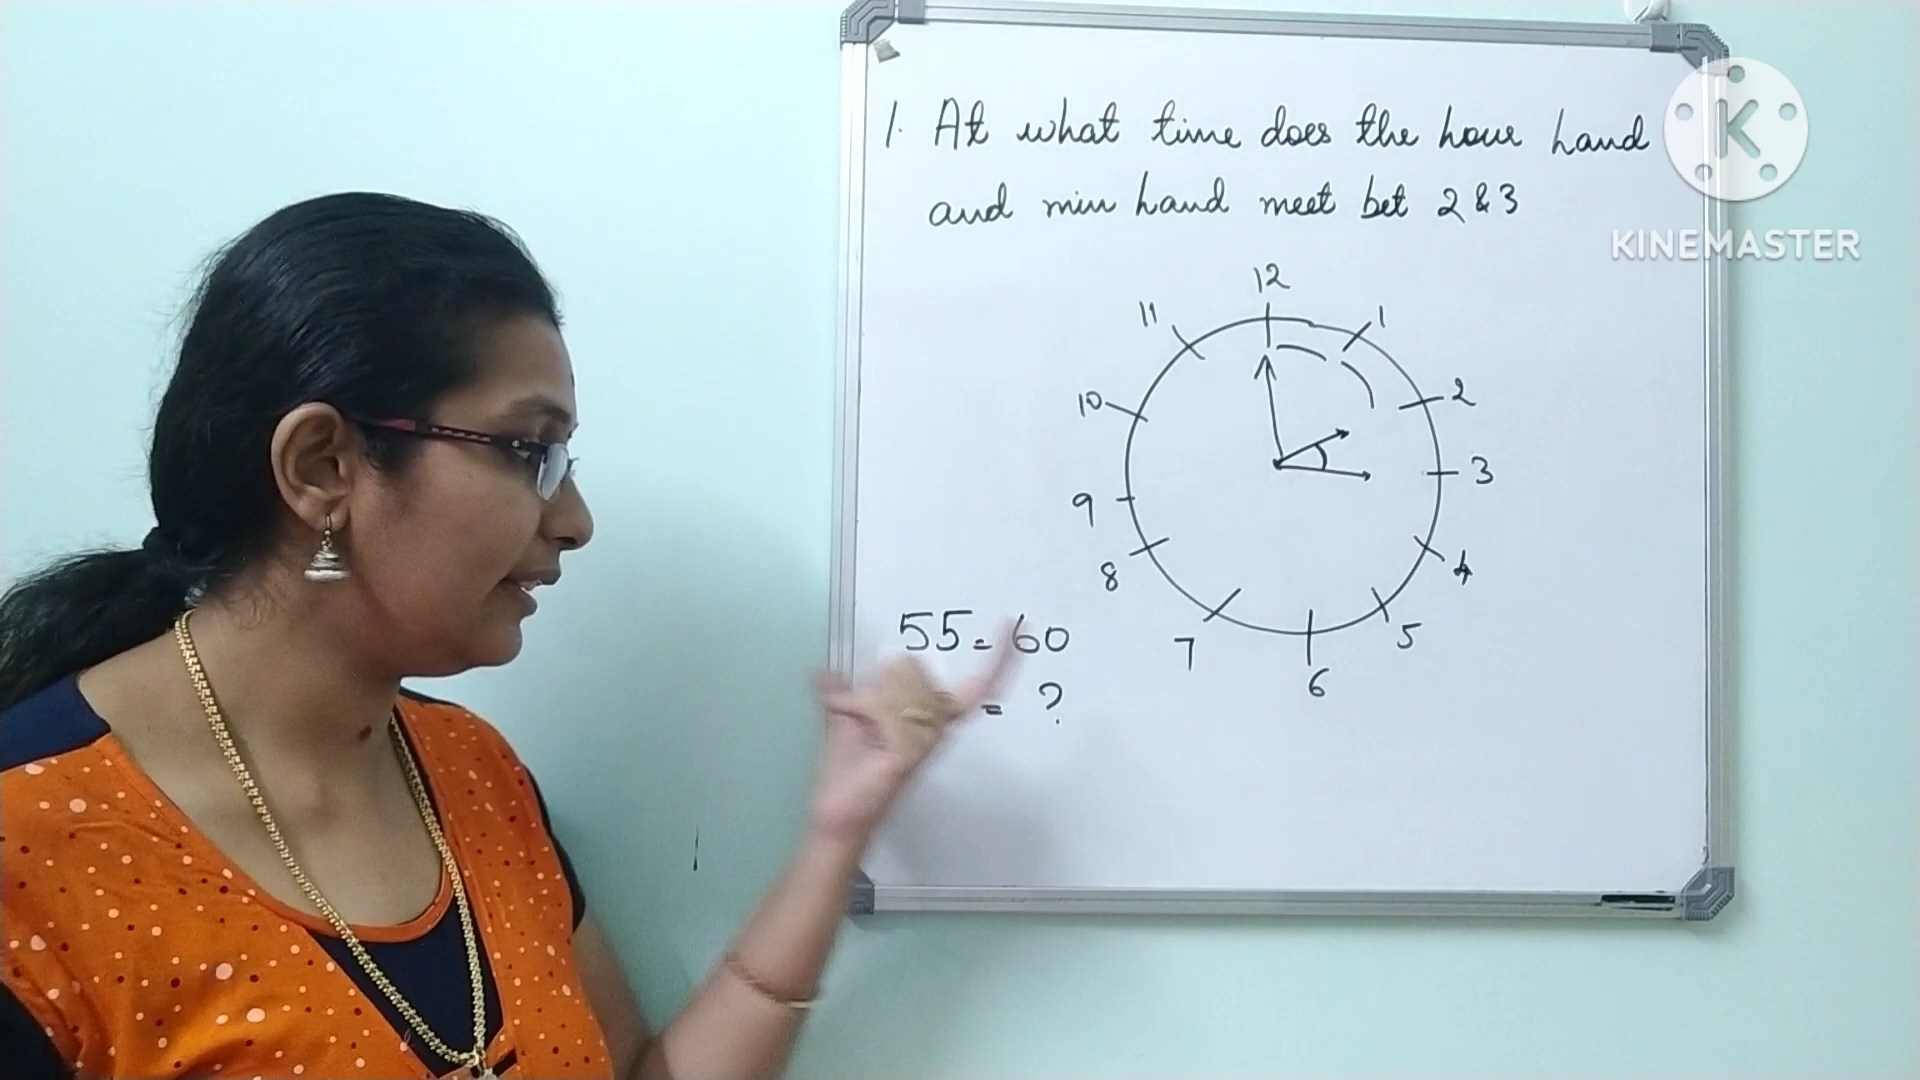 1. At what time does the hour hand
and min hand meet bet 2 & 3
K
KINEMASTER
12
11
1
10
2
9
3
8
4
7
5
6
55 = 60
= ?